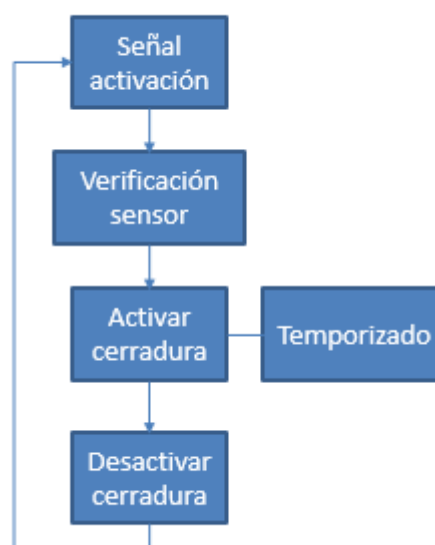 Señal
activación
Verificación
sensor
Activar
cerradura
Temporizado
Desactivar
cerradura